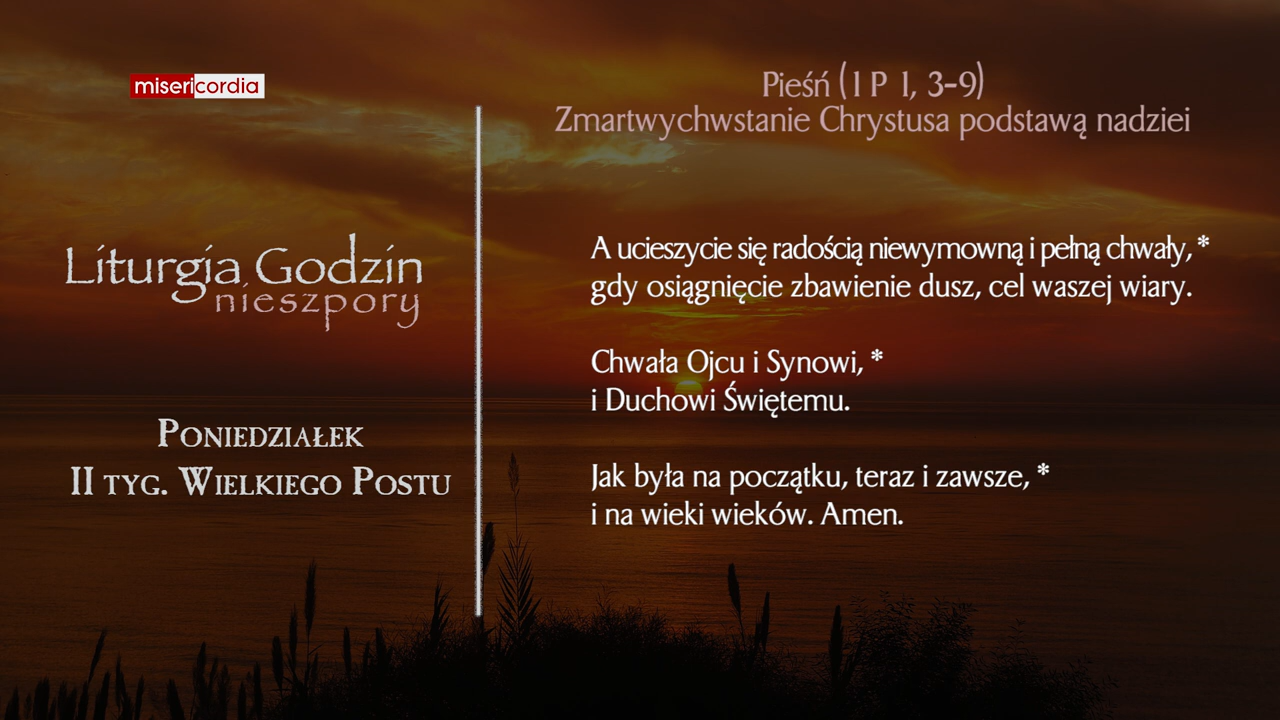 misericordia
Liturgia Godzin
nieszpory
Poniedziałek
II tyg. Wielkiego Postu
Pieśń (1 P 1, 3-9)
Zmartwychwstanie Chrystusa podstawą nadziei
A ucieszycie się radością niewymowną i pełną chwały, *
gdy osiągnięcie zbawienie dusz, cel waszej wiary.
Chwała Ojcu i Synowi, *
i Duchowi Świętemu.
Jak była na początku, teraz i zawsze, *
i na wieki wieków. Amen.